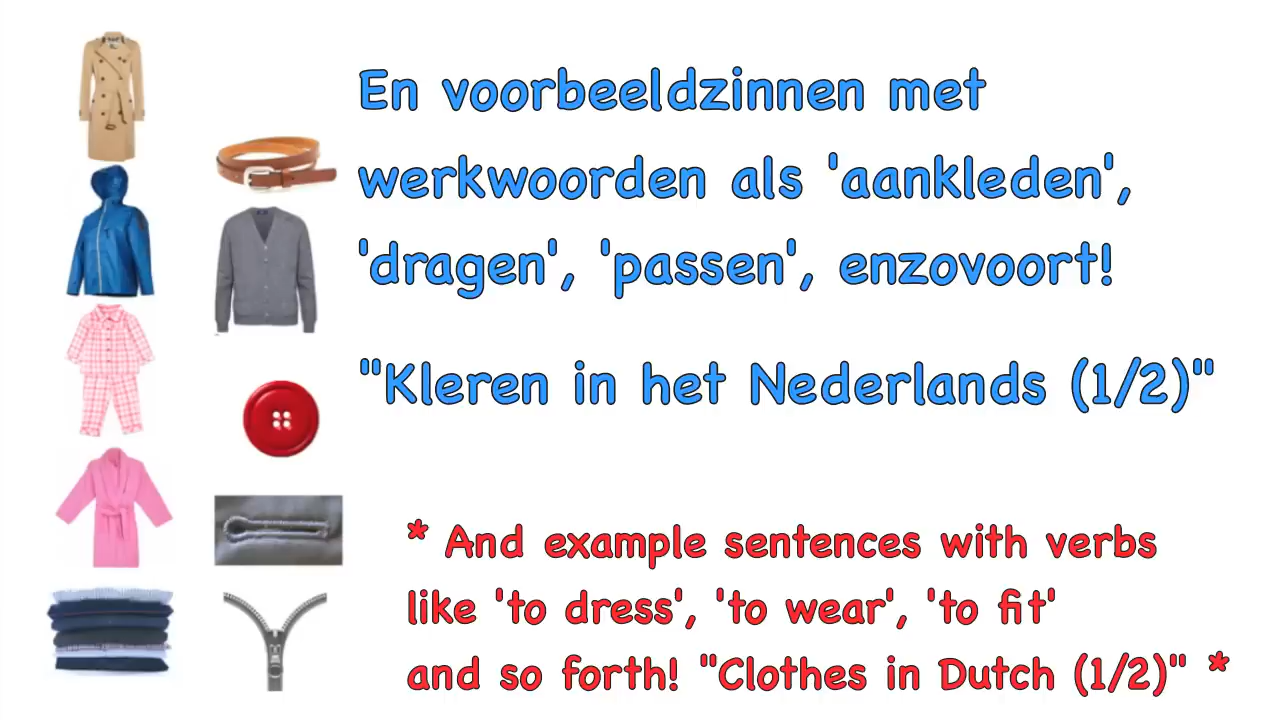 En voorbeeldzinnen met
werkwoorden als 'aankleden',
'dragen', 'passen', enzovoort!
"Kleren in het Nederlands (1/2)"
* And example sentences with verbs
like 'to dress', 'to wear', 'to fit'
and so forth! "Clothes in Dutch (1/2)" *